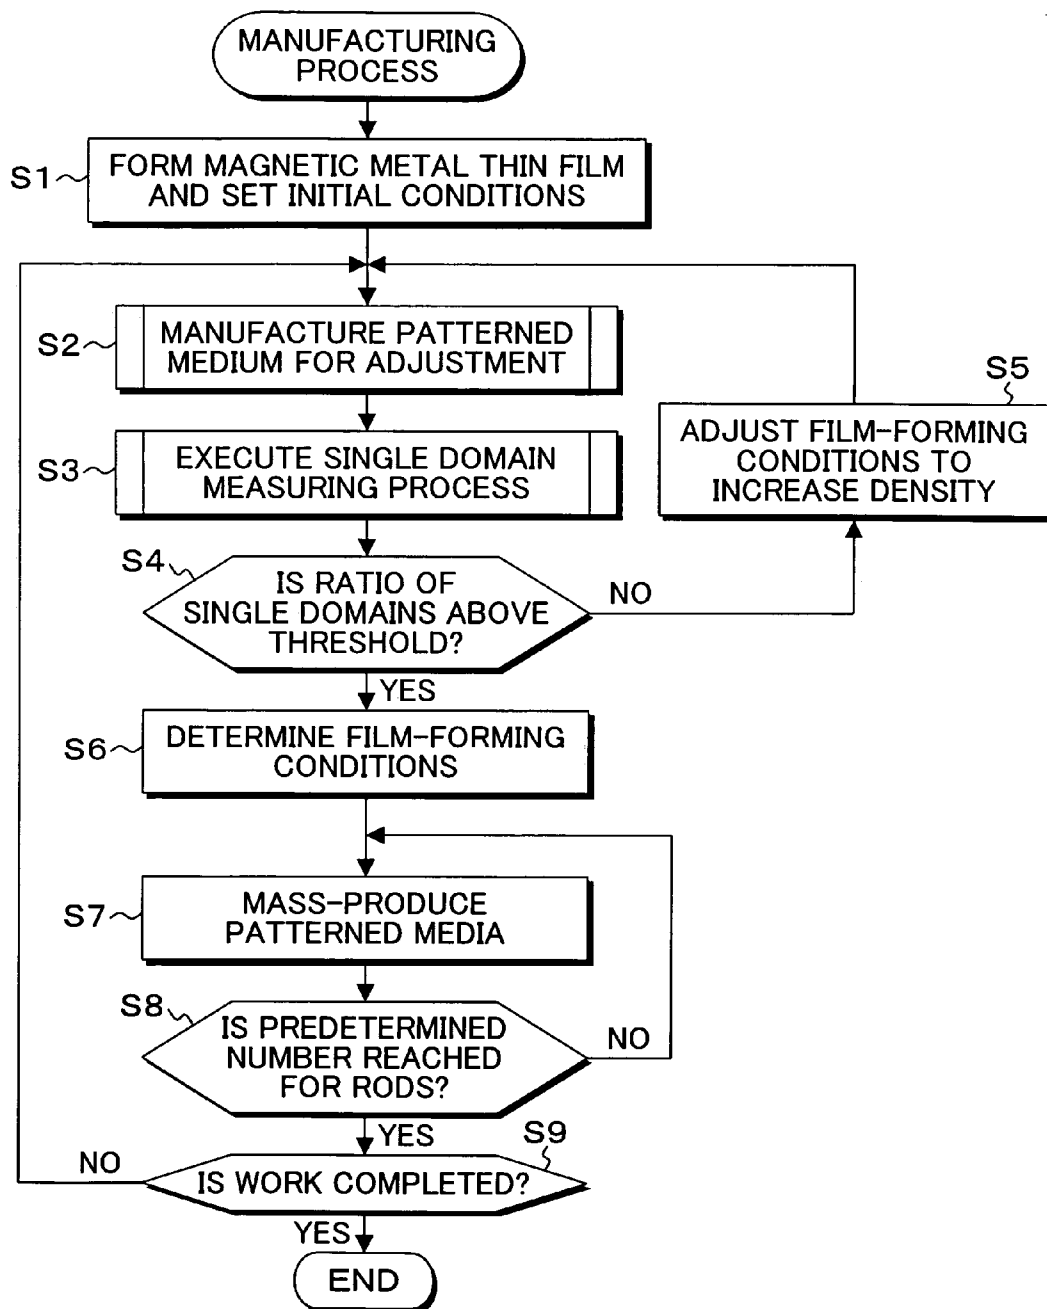 MANUFACTURING
PROCESS
S1
FORM MAGNETIC METAL THIN FILM
AND SET INITIAL CONDITIONS
S2
MANUFACTURE PATTERNED
MEDIUM FOR ADJUSTMENT
S5
ADJUST FILM-FORMING
CONDITIONS TO
INCREASE DENSITY
S3
EXECUTE SINGLE DOMAIN
MEASURING PROCESS
S4
IS RATIO OF
SINGLE DOMAINS ABOVE
THRESHOLD?
NO
YES
S6
DETERMINE FILM-FORMING
CONDITIONS
S7
MASS-PRODUCE
PATTERNED MEDIA
S8
IS PREDETERMINED
NUMBER REACHED
FOR RODS?
NO
YES
S9
NO
IS WORK COMPLETED?
YES
END